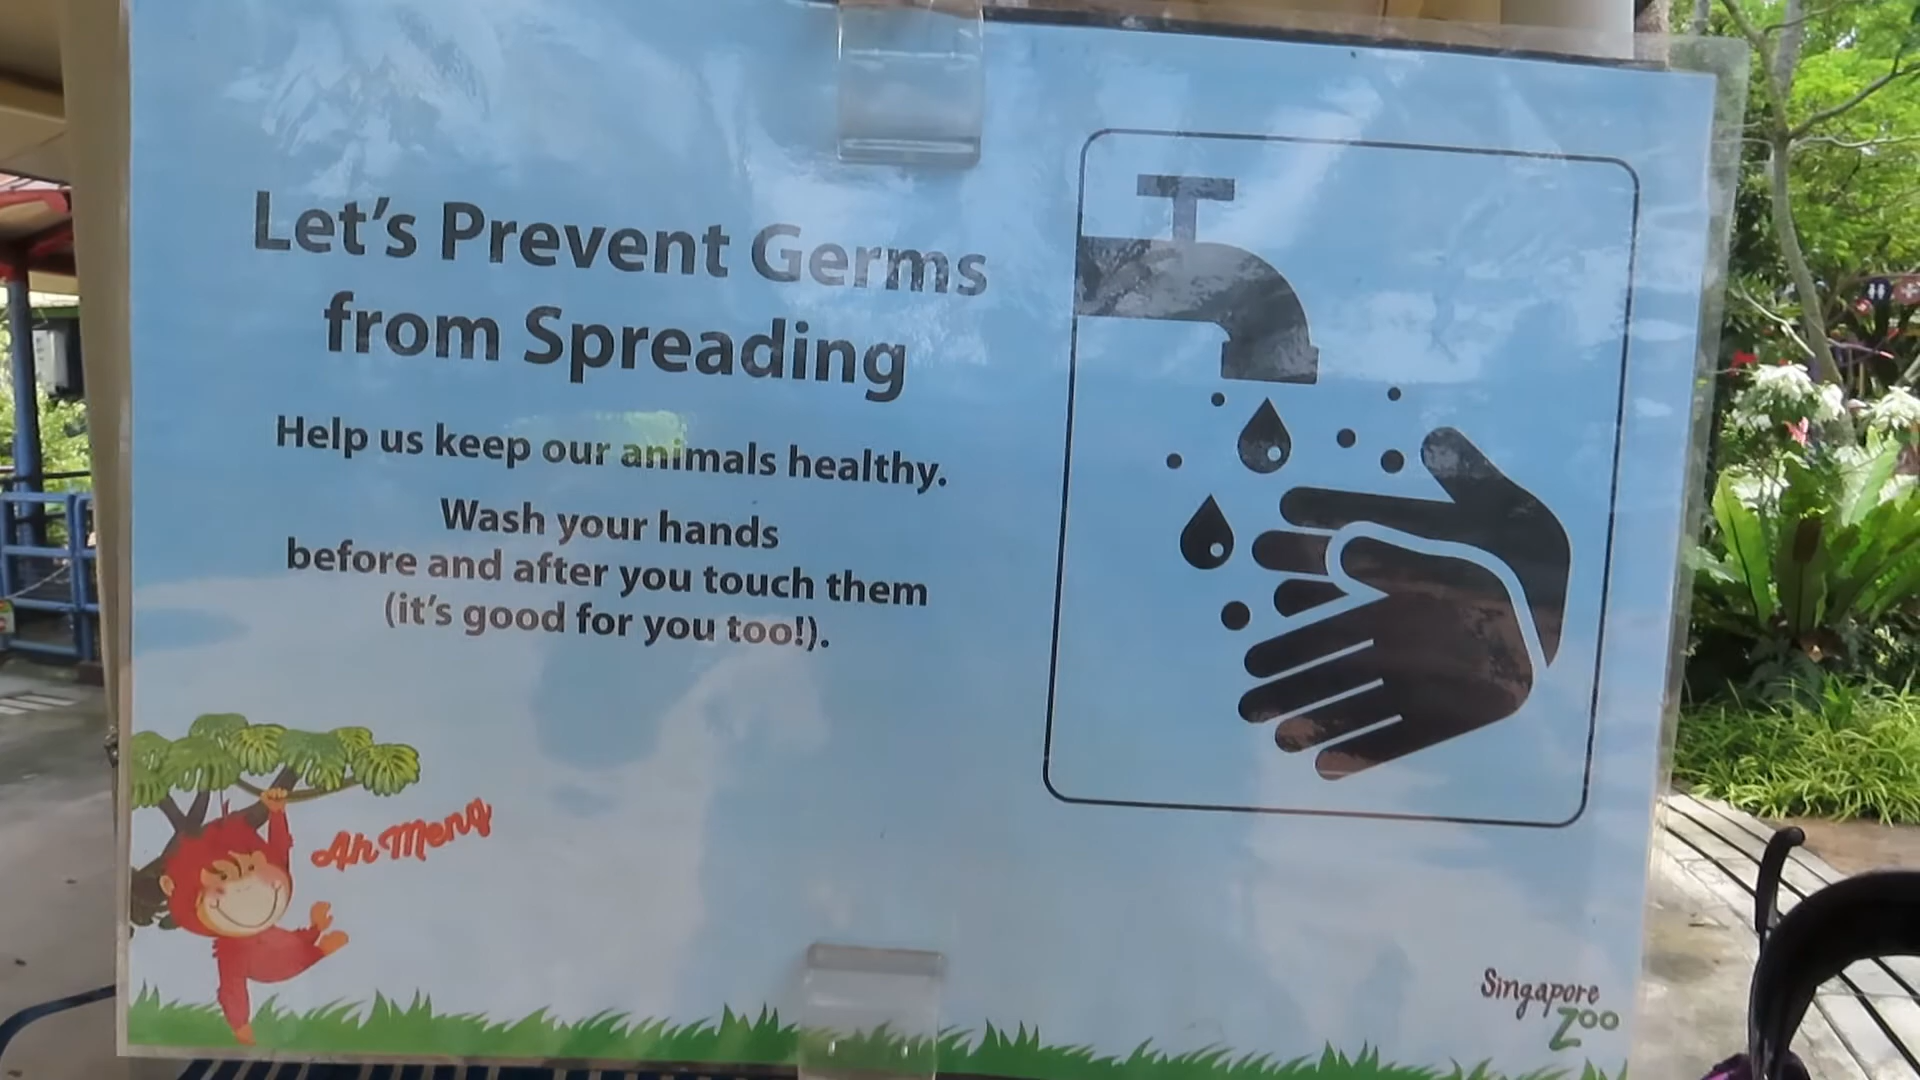 Let's Prevent Germs
from Spreading
Help us keep our animals healthy.
Wash your hands
before and after you touch them
(it's good for you too!).
Ah Meng
Singapore
Zoo